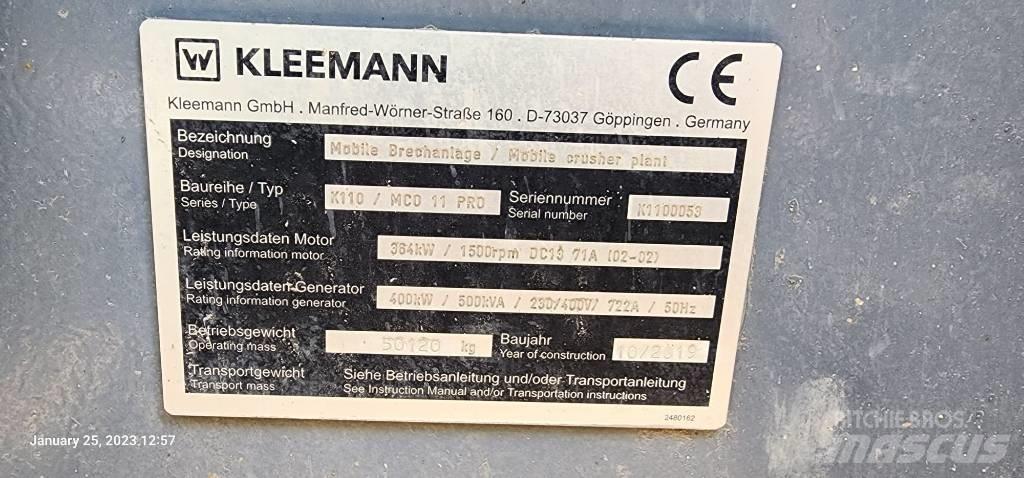 W KLEEMANN CE
Kleemann GmbH . Manfred-Wörner-Straße 160 . D-73037 Göppingen . Germany
Bezeichnung
Designation
Mobile Brechanlage / Mobile crusher plant
Baureihe / Typ
Series / Type
K110 / MCO 11 PRO
Seriennummer
Serial number
K1100053
Leistungsdaten Motor
Rating information motor
364kW / 1500rpm DC13 71A (02-02)
Leistungsdaten Generator
Rating information generator
400kW / 500kVA / 230/400V/ 722A / 50Hz
Betriebsgewicht
Operating mass
50120 kg
Baujahr
Year of construction
10/2019
Transportgewicht
Transport mass
Siehe Betriebsanleitung und/oder Transportanleitung
See Instruction Manual and/or Transportation instructions
2480162
January 25, 2023,12:57
RITCHIE BROS.
mascus